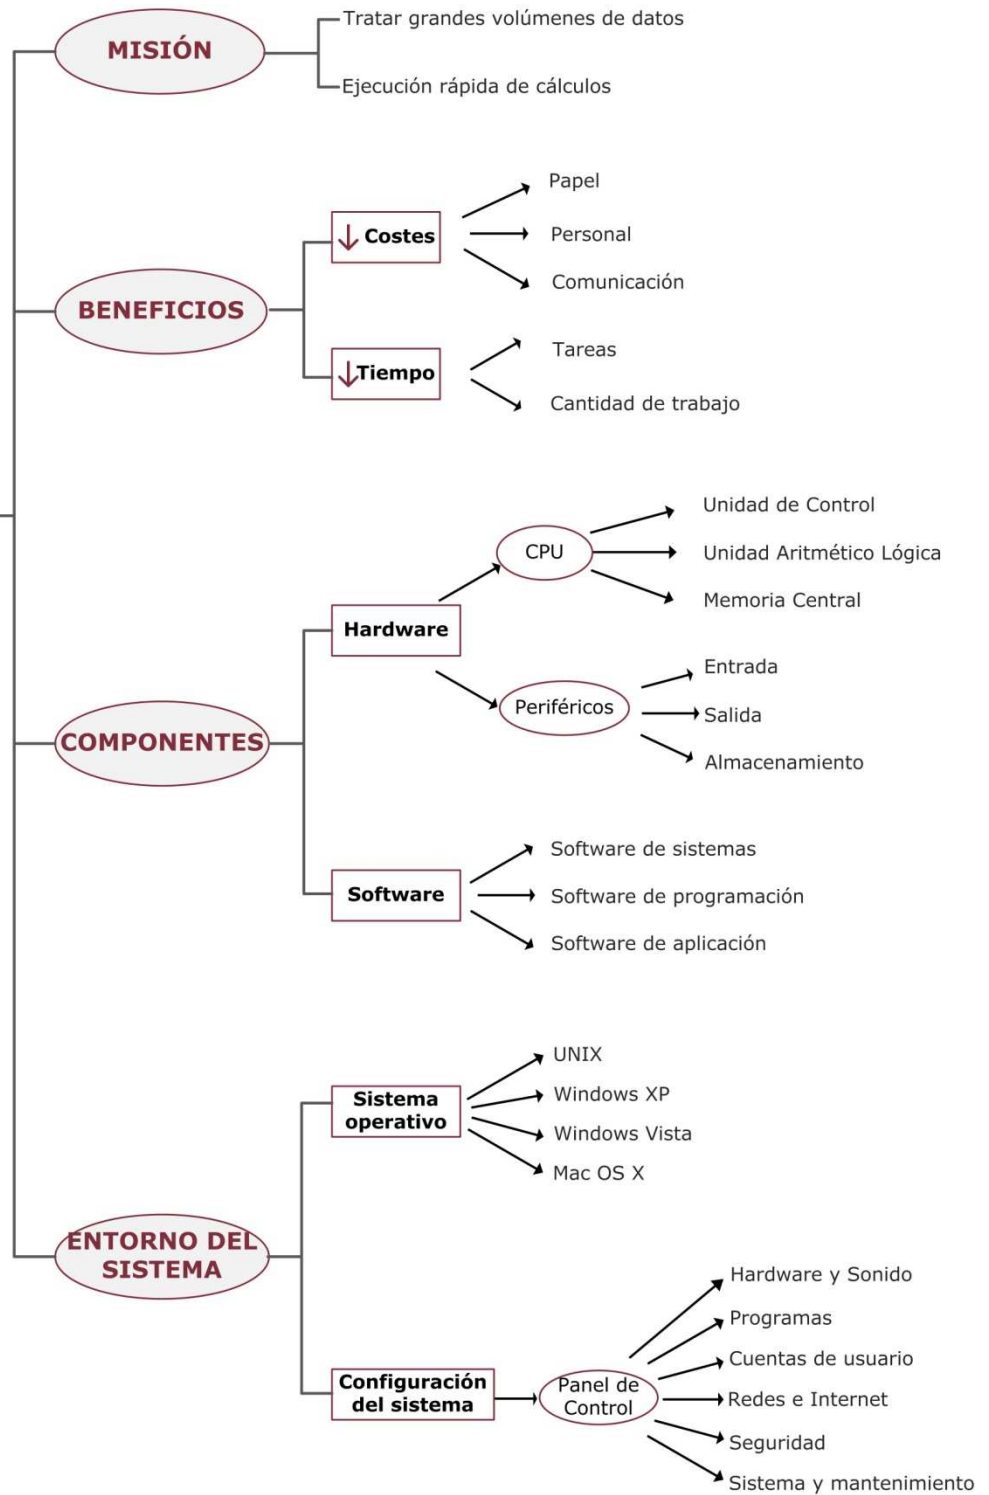 MISIÓN
Tratar grandes volúmenes de datos
Ejecución rápida de cálculos
BENEFICIOS
Costes
Papel
Personal
Comunicación
Tiempo
Tareas
Cantidad de trabajo
COMPONENTES
Hardware
CPU
Unidad de Control
Unidad Aritmético Lógica
Memoria Central
Periféricos
Entrada
Salida
Almacenamiento
Software
Software de sistemas
Software de programación
Software de aplicación
ENTORNO DEL
SISTEMA
Sistema
operativo
UNIX
Windows XP
Windows Vista
Mac OS X
Configuración
del sistema
Panel de
Control
Hardware y Sonido
Programas
Cuentas de usuario
Redes e Internet
Seguridad
Sistema y mantenimiento